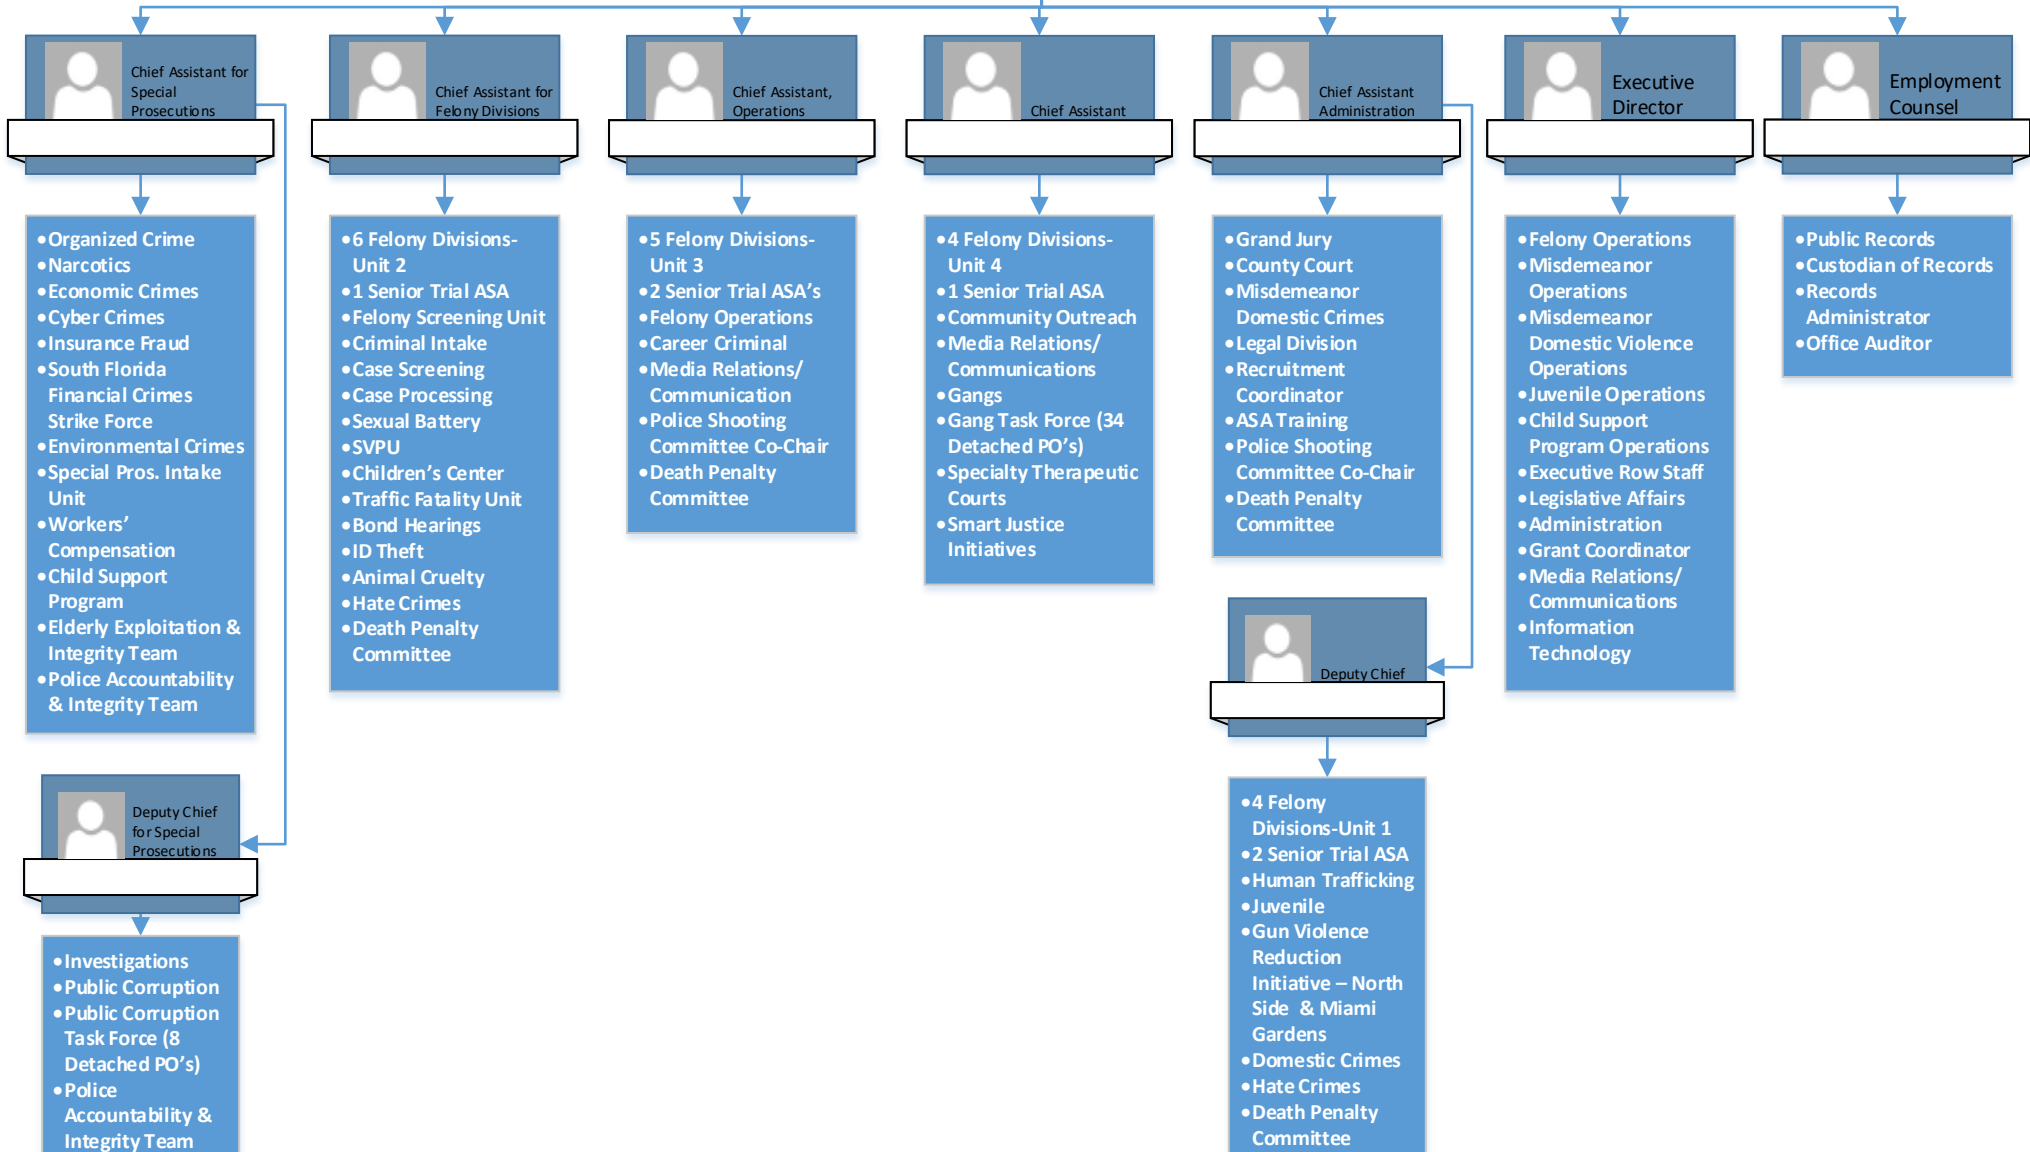 Chief Assistant for
Special
Prosecutions
Chief Assistant for
Felony Divisions
Chief Assistant,
Operations
Chief Assistant
Chief Assistant
Administration
Executive
Director
Employment
Counsel
•Organized Crime
•Narcotics
•Economic Crimes
•Cyber Crimes
•Insurance Fraud
•South Florida
Financial Crimes
Strike Force
•Environmental Crimes
•Special Pros. Intake
Unit
•Workers’
Compensation
•Child Support
Program
•Elderly Exploitation &
Integrity Team
•Police Accountability
& Integrity Team
•6 Felony Divisions-
Unit 2
•1 Senior Trial ASA
•Felony Screening Unit
•Criminal Intake
•Case Screening
•Case Processing
•Sexual Battery
•SVPU
•Children’s Center
•Traffic Fatality Unit
•Bond Hearings
•ID Theft
•Animal Cruelty
•Hate Crimes
•Death Penalty
Committee
•5 Felony Divisions-
Unit 3
•2 Senior Trial ASA’s
•Felony Operations
•Career Criminal
•Media Relations/
Communication
•Police Shooting
Committee Co-Chair
•Death Penalty
Committee
•4 Felony Divisions-
Unit 4
•1 Senior Trial ASA
•Community Outreach
•Media Relations/
Communications
•Gangs
•Gang Task Force (34
Detached PO’s)
•Specialty Therapeutic
Courts
•Smart Justice
Initiatives
•Grand Jury
•County Court
•Misdemeanor
Domestic Crimes
•Legal Division
•Recruitment
Coordinator
•ASA Training
•Police Shooting
Committee Co-Chair
•Death Penalty
Committee
•Felony Operations
•Misdemeanor
Operations
•Misdemeanor
Domestic Violence
Operations
•Juvenile Operations
•Child Support
Program Operations
•Executive Row Staff
•Legislative Affairs
•Administration
•Grant Coordinator
•Media Relations/
Communications
•Information
Technology
•Public Records
•Custodian of Records
•Records
Administrator
•Office Auditor
Deputy Chief
for Special
Prosecutions
•Investigations
•Public Corruption
•Public Corruption
Task Force (8
Detached PO’s)
•Police
Accountability &
Integrity Team
Deputy Chief
•4 Felony
Divisions-Unit 1
•2 Senior Trial ASA
•Human Trafficking
•Juvenile
•Gun Violence
Reduction
Initiative – North
Side & Miami
Gardens
•Domestic Crimes
•Hate Crimes
•Death Penalty
Committee